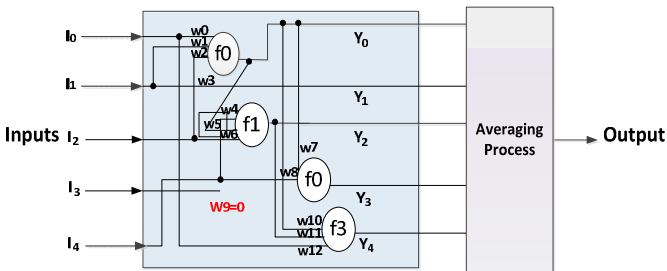 I0
w0
w1
w2
f0
Y0
I1
w3
Y1
w4
w5
w6
f1
Inputs
I2
Y2
Averaging
Process
Output
w7
w8
f0
I3
W9=0
Y3
w10
w11
w12
f3
I4
Y4